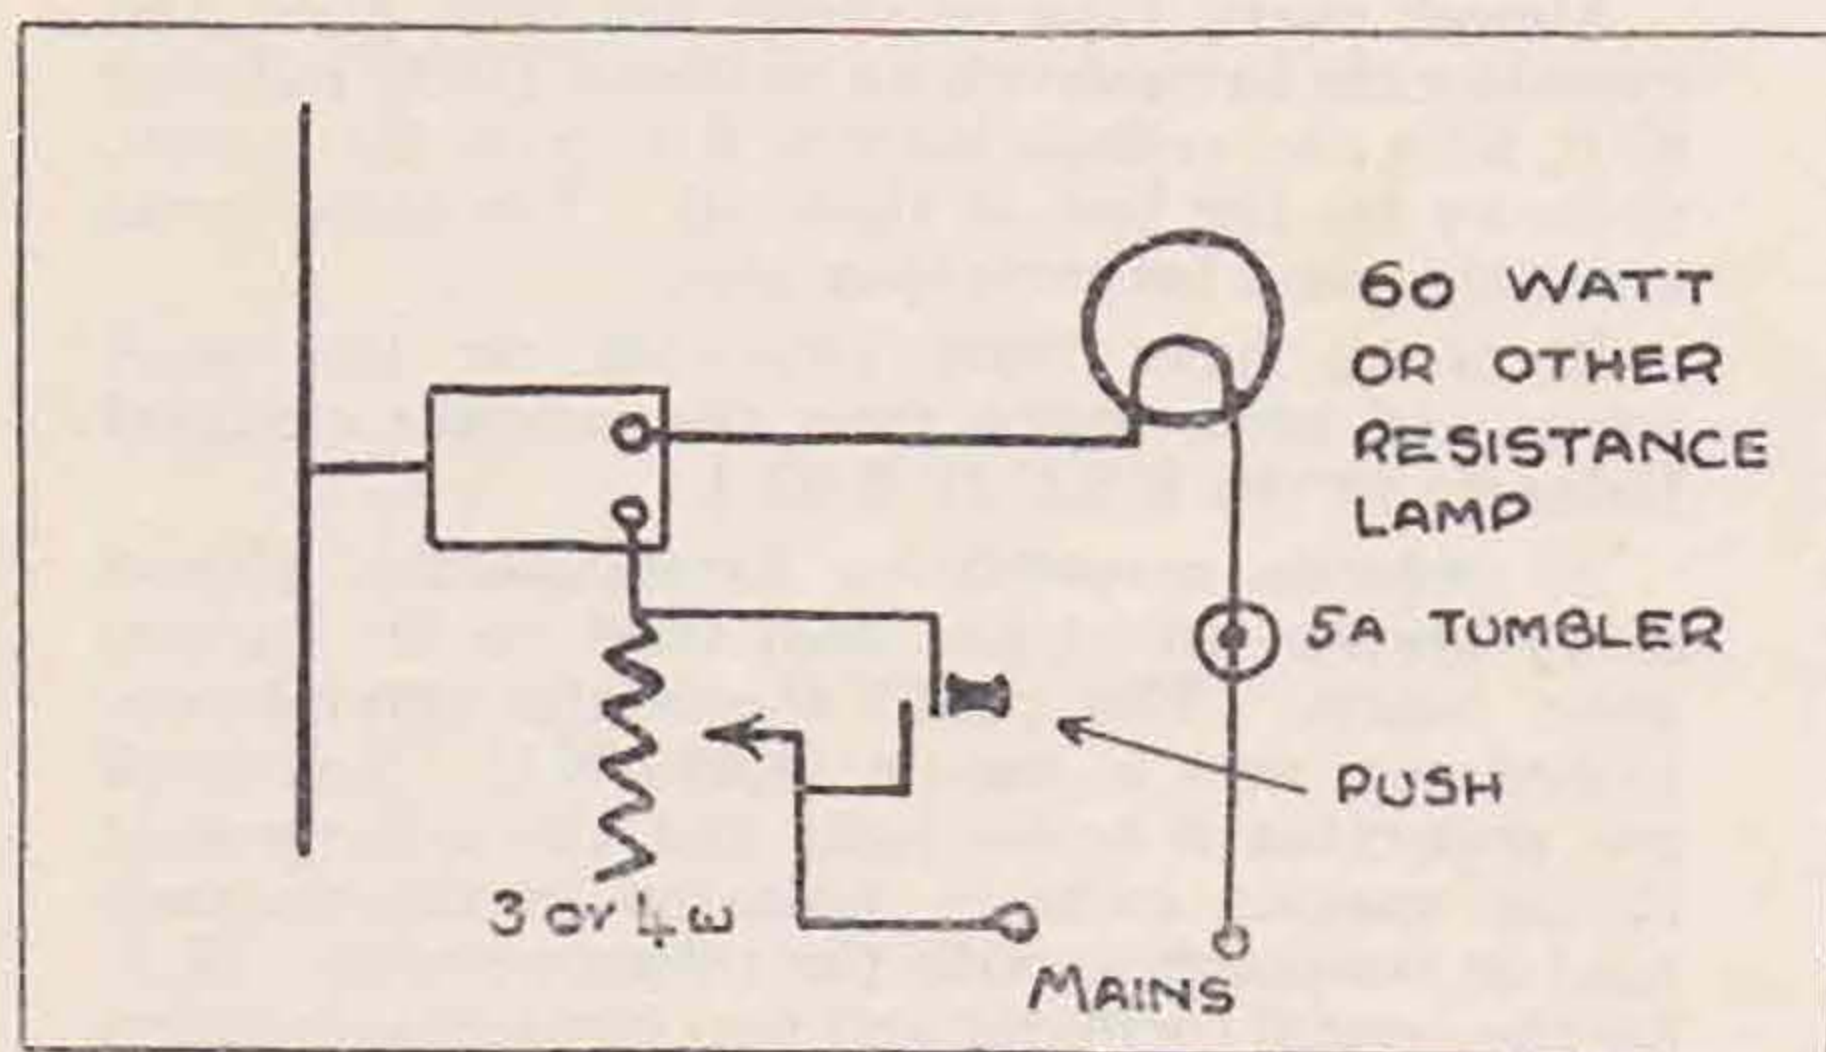 60 WATT
OR OTHER
RESISTANCE
LAMP
5A TUMBLER
PUSH
3 or 4 ω
MAINS